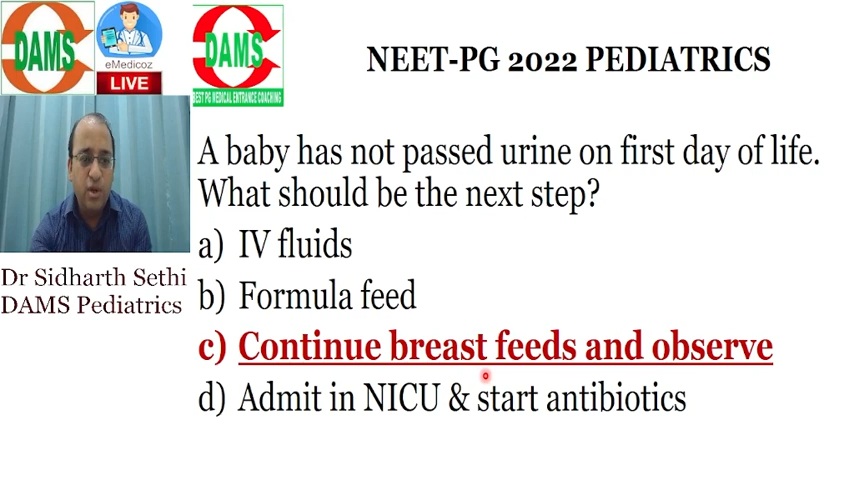 DAMS
eMedicoz
LIVE
DAMS
BEST PG MEDICAL ENTRANCE COACHING
NEET-PG 2022 PEDIATRICS
A baby has not passed urine on first day of life.
What should be the next step?
a) IV fluids
b) Formula feed
c) Continue breast feeds and observe
d) Admit in NICU & start antibiotics
Dr Sidharth Sethi
DAMS Pediatrics